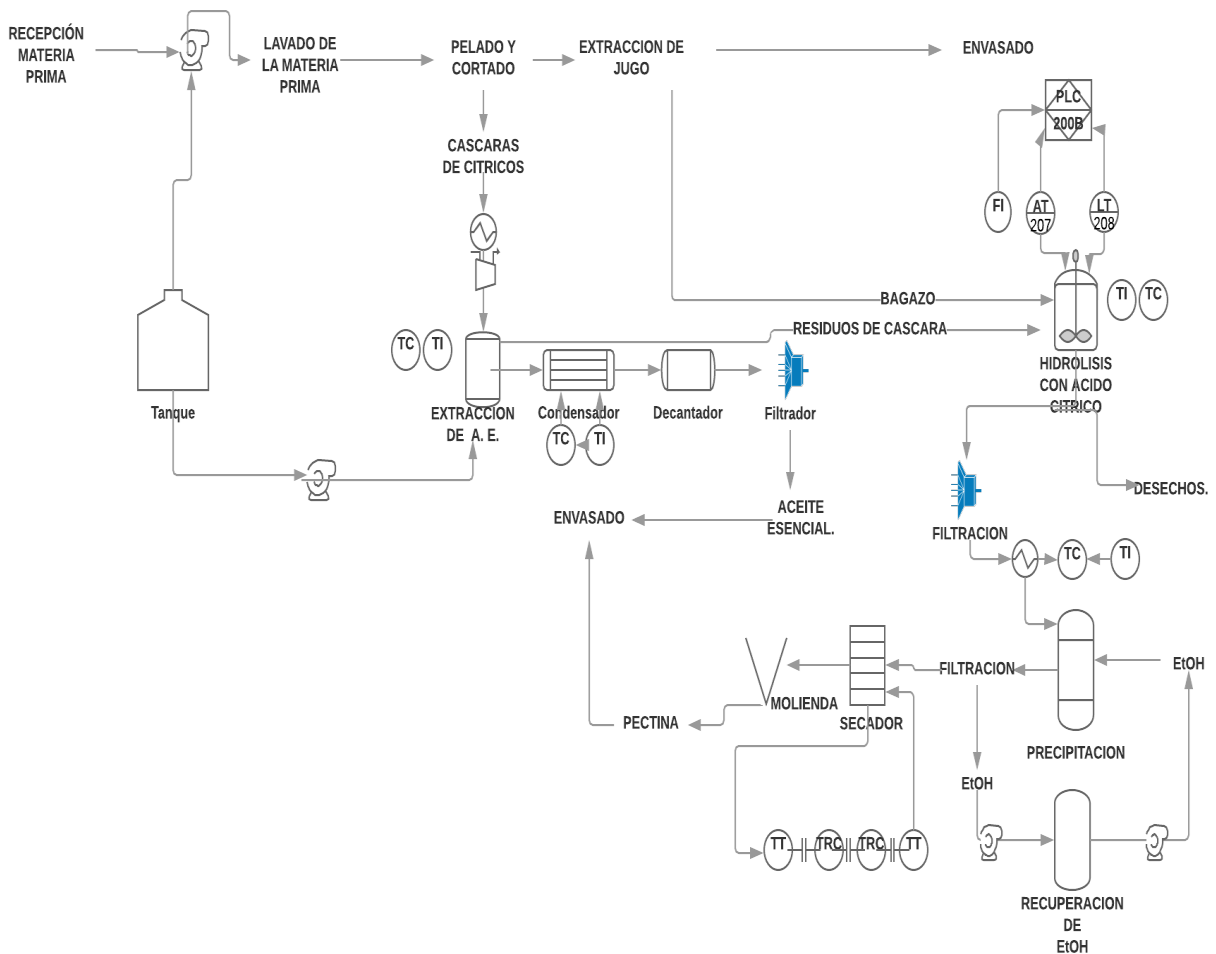 RECEPCIÓN
MATERIA
PRIMA
LAVADO DE
LA MATERIA
PRIMA
PELADO Y
CORTADO
EXTRACCION DE
JUGO
ENVASADO
PLC
200B
CASCARAS
DE CITRICOS
FI
AT
207
LT
208
BAGAZO
TI
TC
RESIDUOS DE CASCARA
TC
TI
HIDROLISIS
CON ACIDO
CITRICO
Tanque
EXTRACCION
DE A. E.
Condensador
Decantador
Filtrador
TC
TI
DESECHOS.
ENVASADO
ACEITE
ESENCIAL.
FILTRACION
TC
TI
FILTRACION
EtOH
MOLIENDA
SECADOR
PECTINA
PRECIPITACION
EtOH
TT
TRC
TRC
TT
RECUPERACION
DE
EtOH